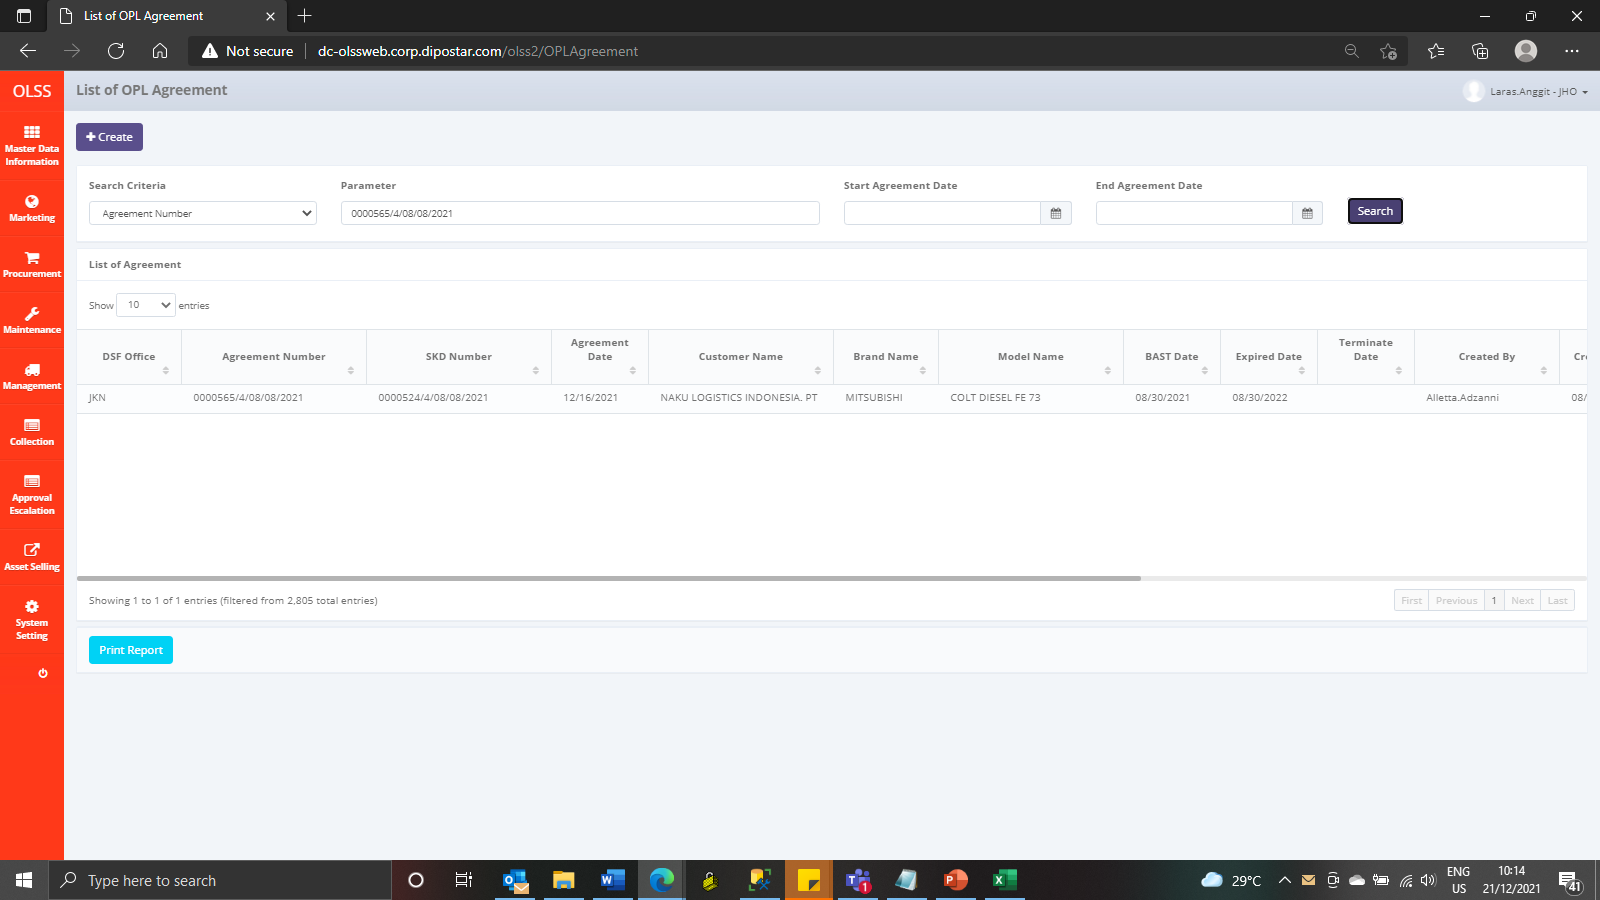 List of OPL Agreement
Not secure
dc-olssweb.corp.dipostar.com/olss2/OPLAgreement
OLSS
List of OPL Agreement
Laras.Anggit - JHO
Master Data
Information
Marketing
Procurement
Maintenance
Management
Collection
Approval
Escalation
Asset Selling
System
Setting
Create
Search Criteria
Parameter
Start Agreement Date
End Agreement Date
Agreement Number
0000565/4/08/08/2021
Search
List of Agreement
Show 10 entries
DSF Office
Agreement Number
SKD Number
Agreement
Date
Customer Name
Brand Name
Model Name
BAST Date
Expired Date
Terminate
Date
Created By
JKN
0000565/4/08/08/2021
0000524/4/08/08/2021
12/16/2021
NAKU LOGISTICS INDONESIA. PT
MITSUBISHI
COLT DIESEL FE 73
08/30/2021
08/30/2022
Alletta.Adzanni
08/
Showing 1 to 1 of 1 entries (filtered from 2,805 total entries)
First Previous 1 Next Last
Print Report
Type here to search
1
29°C
ENG
US
10:14
21/12/2021
41